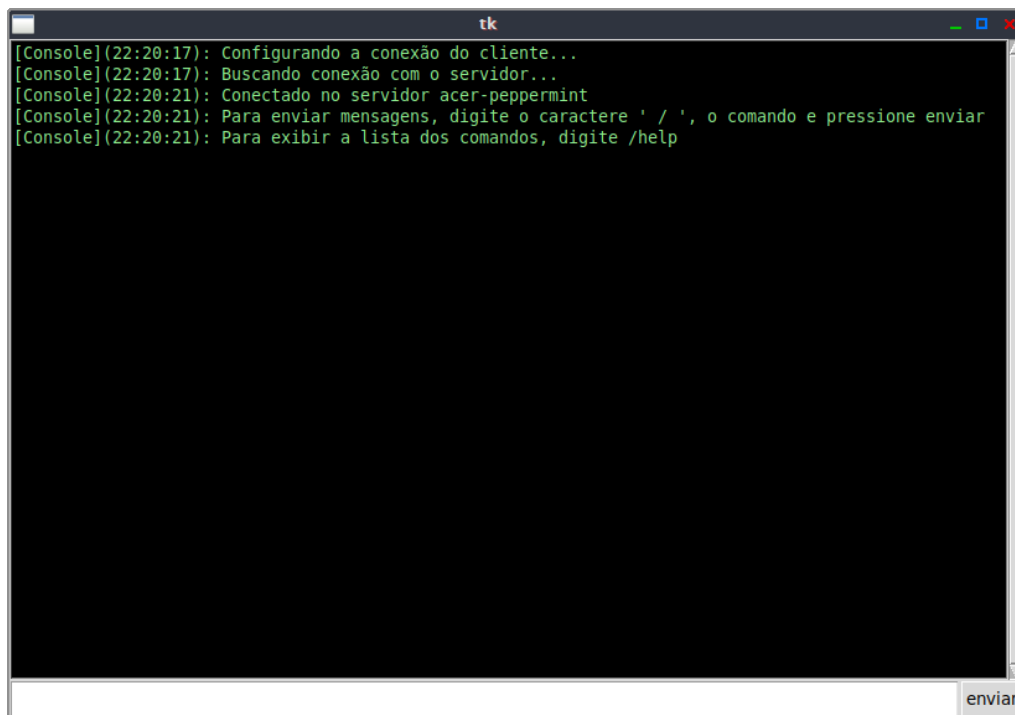 tk
[Console](22:20:17): Configurando a conexão do cliente...
[Console](22:20:17): Buscando conexão com o servidor...
[Console](22:20:21): Conectado no servidor acer-peppermint
[Console](22:20:21): Para enviar mensagens, digite o caractere ' / ', o comando e pressione enviar
[Console](22:20:21): Para exibir a lista dos comandos, digite /help
enviar